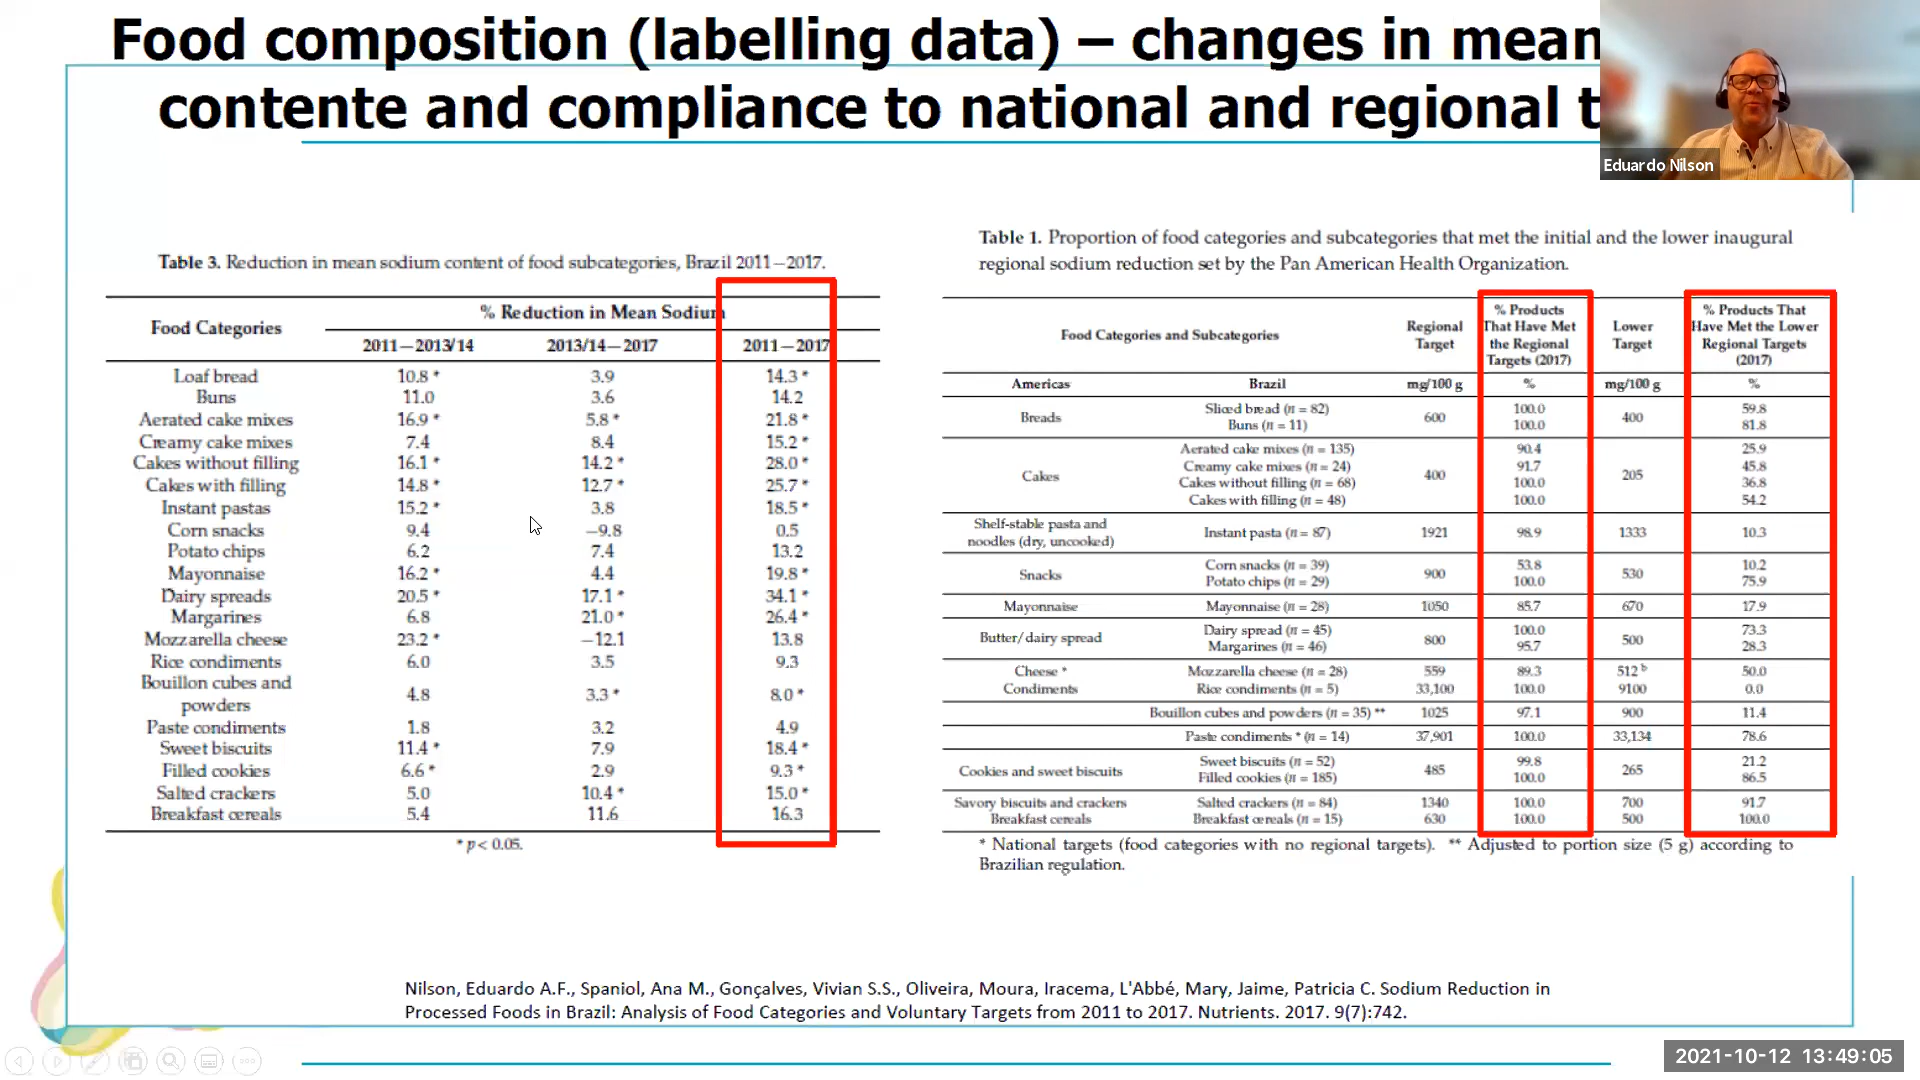 Food composition (labelling data) – changes in mean
contente and compliance to national and regional t
Eduardo Nilson
Table 3. Reduction in mean sodium content of food subcategories, Brazil 2011–2017.
Food Categories % Reduction in Mean Sodium
2011–2013/14 2013/14–2017 2011–2017
Loaf bread 10.8 * 3.9 14.3 *
Buns 11.0 3.6 14.2
Aerated cake mixes 16.9 * 5.8 * 21.8 *
Creamy cake mixes 7.4 8.4 15.2 *
Cakes without filling 16.1 * 14.2 * 28.0 *
Cakes with filling 14.8 * 12.7 * 25.7 *
Instant pastas 15.2 * 3.8 18.5 *
Corn snacks 9.4 −9.8 0.5
Potato chips 6.2 7.4 13.2
Mayonnaise 16.2 * 4.4 19.8 *
Dairy spreads 20.5 * 17.1 * 34.1 *
Margarines 6.8 21.0 * 26.4 *
Mozzarella cheese 23.2 * −12.1 13.8
Rice condiments 6.0 3.5 9.3
Bouillon cubes and
powders 4.8 3.3 * 8.0 *
Paste condiments 1.8 3.2 4.9
Sweet biscuits 11.4 * 7.9 18.4 *
Filled cookies 6.6 * 2.9 9.3 *
Salted crackers 5.0 10.4 * 15.0 *
Breakfast cereals 5.4 11.6 16.3
* p < 0.05.
Table 1. Proportion of food categories and subcategories that met the initial and the lower inaugural
regional sodium reduction set by the Pan American Health Organization.
Food Categories and Subcategories
Regional
Target
% Products
That Have Met
the Regional
Targets (2017)
Lower
Target
% Products That
Have Met the Lower
Regional Targets
(2017)
Americas Brazil mg/100 g % mg/100 g %
Breads
Sliced bread (n = 82) 100.0 59.8
600 400
Buns (n = 11) 100.0 81.8
Aerated cake mixes (n = 135) 90.4 25.9
Creamy cake mixes (n = 24) 91.7 45.8
Cakes 400 205
Cakes without filling (n = 68) 100.0 36.8
Cakes with filling (n = 48) 100.0 54.2
Shelf-stable pasta and
noodles (dry, uncooked)
Instant pasta (n = 87) 1921 98.9 1333 10.3
Corn snacks (n = 39) 53.8 10.2
Snacks 900 530
Potato chips (n = 29) 100.0 75.9
Mayonnaise Mayonnaise (n = 28) 1050 85.7 670 17.9
Dairy spread (n = 45) 100.0 73.3
Butter/dairy spread 800 500
Margarines (n = 46) 95.7 28.3
Cheese * Mozzarella cheese (n = 28) 559 89.3 512 b 50.0
Condiments Rice condiments (n = 5) 33,100 100.0 9100 0.0
Bouillon cubes and powders (n = 35) ** 1025 97.1 900 11.4
Paste condiments * (n = 14) 37,901 100.0 33,134 78.6
Sweet biscuits (n = 52) 99.8 21.2
Cookies and sweet biscuits 485 265
Filled cookies (n = 185) 100.0 86.5
Savory biscuits and crackers Salted crackers (n = 84) 1340 100.0 700 91.7
Breakfast cereals Breakfast cereals (n = 15) 630 100.0 500 100.0
* National targets (food categories with no regional targets). ** Adjusted to portion size (5 g) according to
Brazilian regulation.
Nilson, Eduardo A.F., Spaniol, Ana M., Gonçalves, Vivian S.S., Oliveira, Moura, Iracema, L'Abbé, Mary, Jaime, Patricia C. Sodium Reduction in
Processed Foods in Brazil: Analysis of Food Categories and Voluntary Targets from 2011 to 2017. Nutrients. 2017. 9(7):742.
2021-10-12 13:49:05